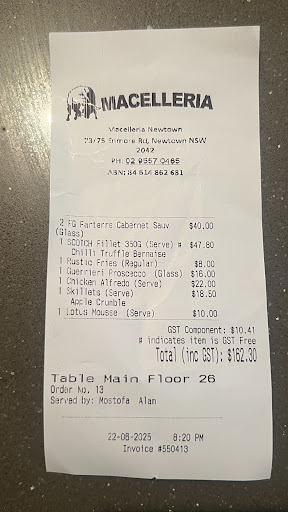 MACELLERIA
Macelleria Newtown
73/75 Enmore Rd, Newtown NSW
2042
PH: 02 9557 0485
ABN: 84 614 862 681
2 FG Farterre Cabernet Sauv $40.00
(Glass)
1 SCOTCH Fillet 350G (Serve) # $47.80
Chilli Truffle Bernaise
1 Rustic Fries (Regular) $8.00
1 Guerrieri Proscocco (Glass) $16.00
1 Chicken Alfredo (Serve) $22.00
1 Skillets (Serve) $18.50
Apple Crumble
1 Lotus Mousse (Serve) $10.00
GST Component: $10.41
# indicates item is GST Free
Total (inc GST): $162.30
Table Main Floor 26
Order No. 13
Served by: Mostofa Alan
22-08-2025 8:20 PM
Invoice #550413